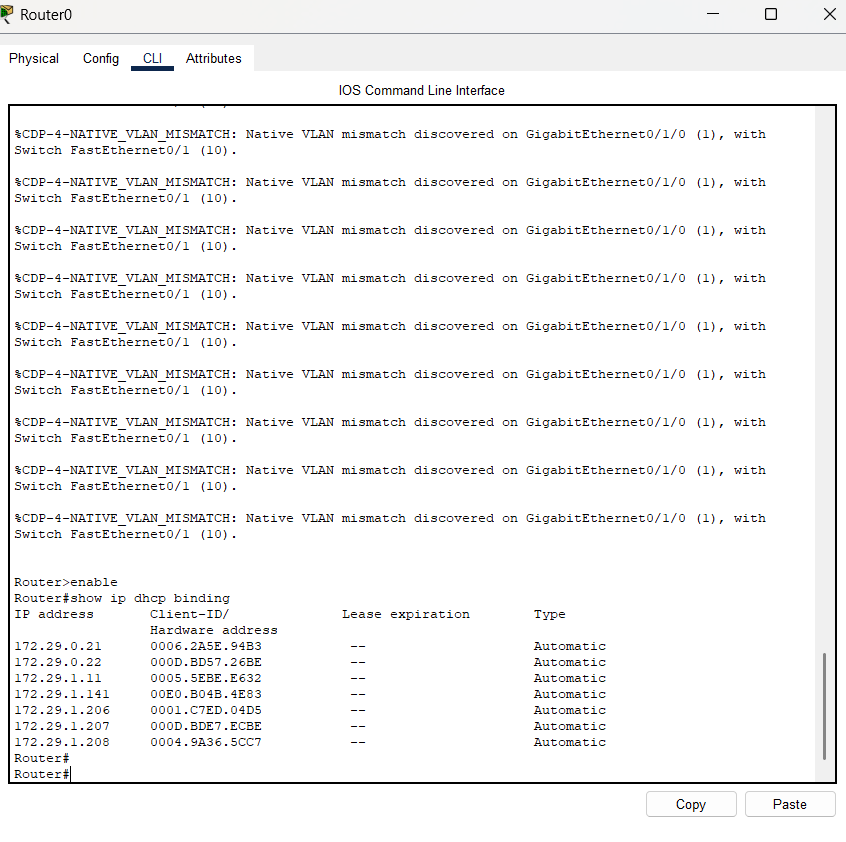 Router0
Physical Config CLI Attributes
IOS Command Line Interface
%CDP-4-NATIVE_VLAN_MISMATCH: Native VLAN mismatch discovered on GigabitEthernet0/1/0 (1), with
Switch FastEthernet0/1 (10).
%CDP-4-NATIVE_VLAN_MISMATCH: Native VLAN mismatch discovered on GigabitEthernet0/1/0 (1), with
Switch FastEthernet0/1 (10).
%CDP-4-NATIVE_VLAN_MISMATCH: Native VLAN mismatch discovered on GigabitEthernet0/1/0 (1), with
Switch FastEthernet0/1 (10).
%CDP-4-NATIVE_VLAN_MISMATCH: Native VLAN mismatch discovered on GigabitEthernet0/1/0 (1), with
Switch FastEthernet0/1 (10).
%CDP-4-NATIVE_VLAN_MISMATCH: Native VLAN mismatch discovered on GigabitEthernet0/1/0 (1), with
Switch FastEthernet0/1 (10).
%CDP-4-NATIVE_VLAN_MISMATCH: Native VLAN mismatch discovered on GigabitEthernet0/1/0 (1), with
Switch FastEthernet0/1 (10).
%CDP-4-NATIVE_VLAN_MISMATCH: Native VLAN mismatch discovered on GigabitEthernet0/1/0 (1), with
Switch FastEthernet0/1 (10).
%CDP-4-NATIVE_VLAN_MISMATCH: Native VLAN mismatch discovered on GigabitEthernet0/1/0 (1), with
Switch FastEthernet0/1 (10).
%CDP-4-NATIVE_VLAN_MISMATCH: Native VLAN mismatch discovered on GigabitEthernet0/1/0 (1), with
Switch FastEthernet0/1 (10).
Router>enable
Router#show ip dhcp binding
IP address Client-ID/ Lease expiration Type
Hardware address
172.29.0.21 0006.2A5E.94B3 -- Automatic
172.29.0.22 000D.BD57.26BE -- Automatic
172.29.1.11 0005.5EBE.E632 -- Automatic
172.29.1.141 00E0.B04B.4E83 -- Automatic
172.29.1.206 0001.C7ED.04D5 -- Automatic
172.29.1.207 000D.BDE7.ECBE -- Automatic
172.29.1.208 0004.9A36.5CC7 -- Automatic
Router#
Router#
Copy Paste